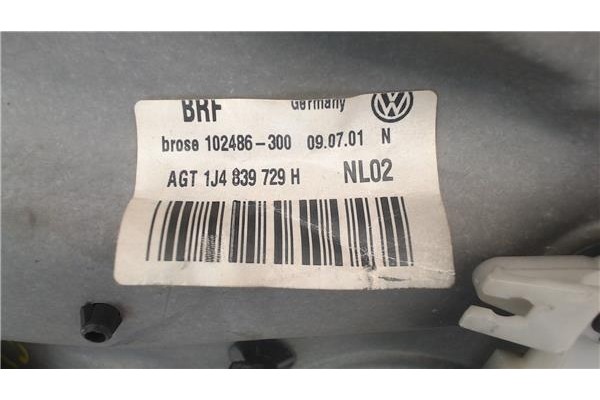 BRF Germany
brose 102486-300 09.07.01 N
AGT 1J4 839 729 H NL02